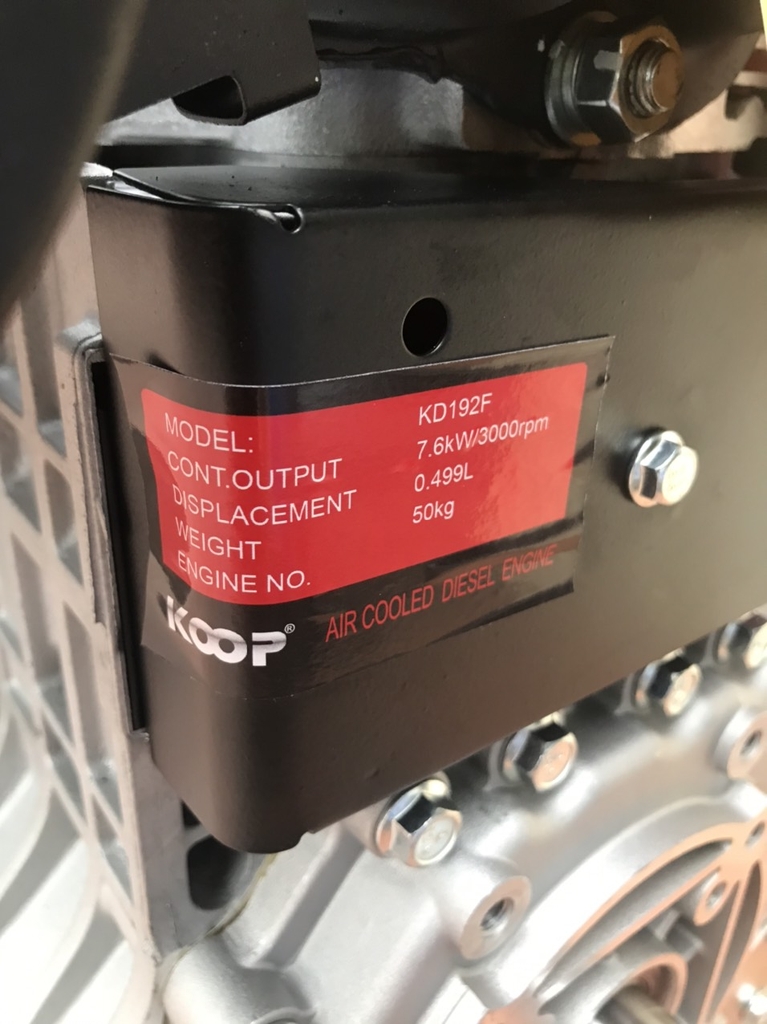 MODEL: KD192F
CONT.OUTPUT 7.6kW/3000rpm
DISPLACEMENT 0.499L
WEIGHT 50kg
ENGINE NO.
KOOP® AIR COOLED DIESEL ENGINE